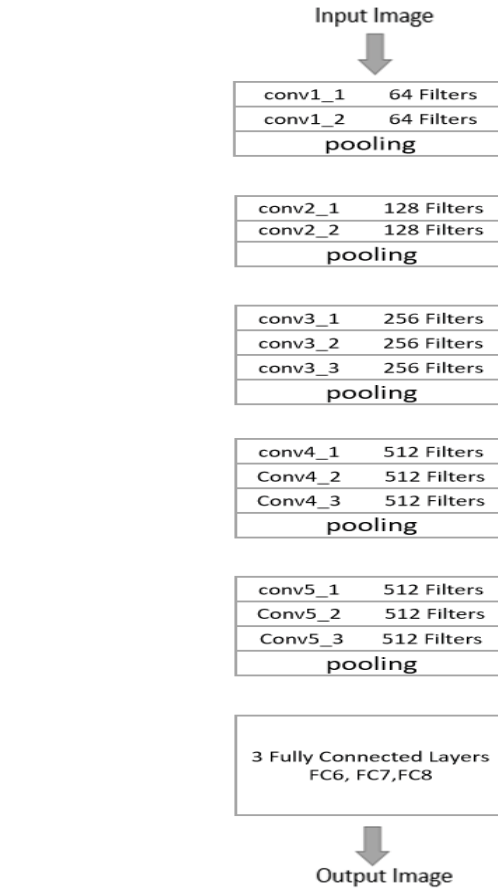 Input Image
conv1_1 64 Filters
conv1_2 64 Filters
pooling
conv2_1 128 Filters
conv2_2 128 Filters
pooling
conv3_1 256 Filters
conv3_2 256 Filters
conv3_3 256 Filters
pooling
conv4_1 512 Filters
Conv4_2 512 Filters
Conv4_3 512 Filters
pooling
conv5_1 512 Filters
Conv5_2 512 Filters
Conv5_3 512 Filters
pooling
3 Fully Connected Layers
FC6, FC7,FC8
Output Image